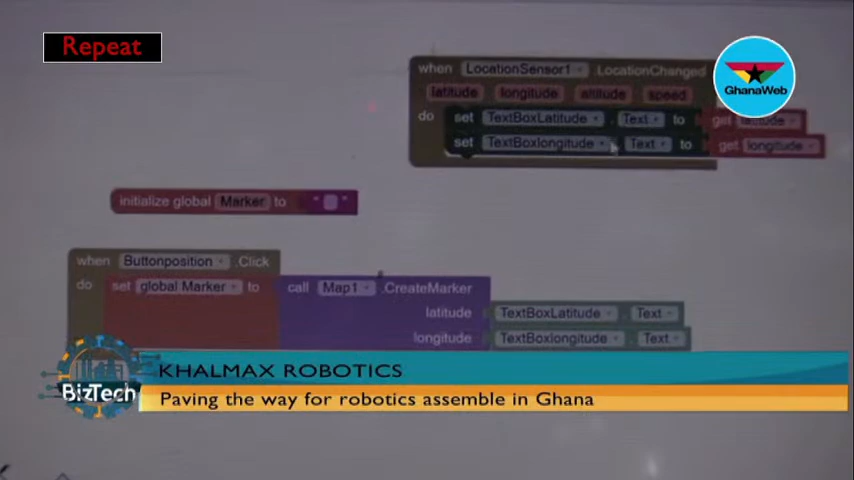 Repeat
GhanaWeb
when LocationSensor1 .LocationChanged
latitude longitude altitude speed
do set TextBoxLatitude . Text to get latitude
set TextBoxlongitude . Text to get longitude
initialize global Marker to " "
when Buttonposition .Click
do set global Marker to call Map1 .CreateMarker
latitude TextBoxLatitude . Text
longitude TextBoxlongitude . Text
BizTech
KHALMAX ROBOTICS
Paving the way for robotics assemble in Ghana